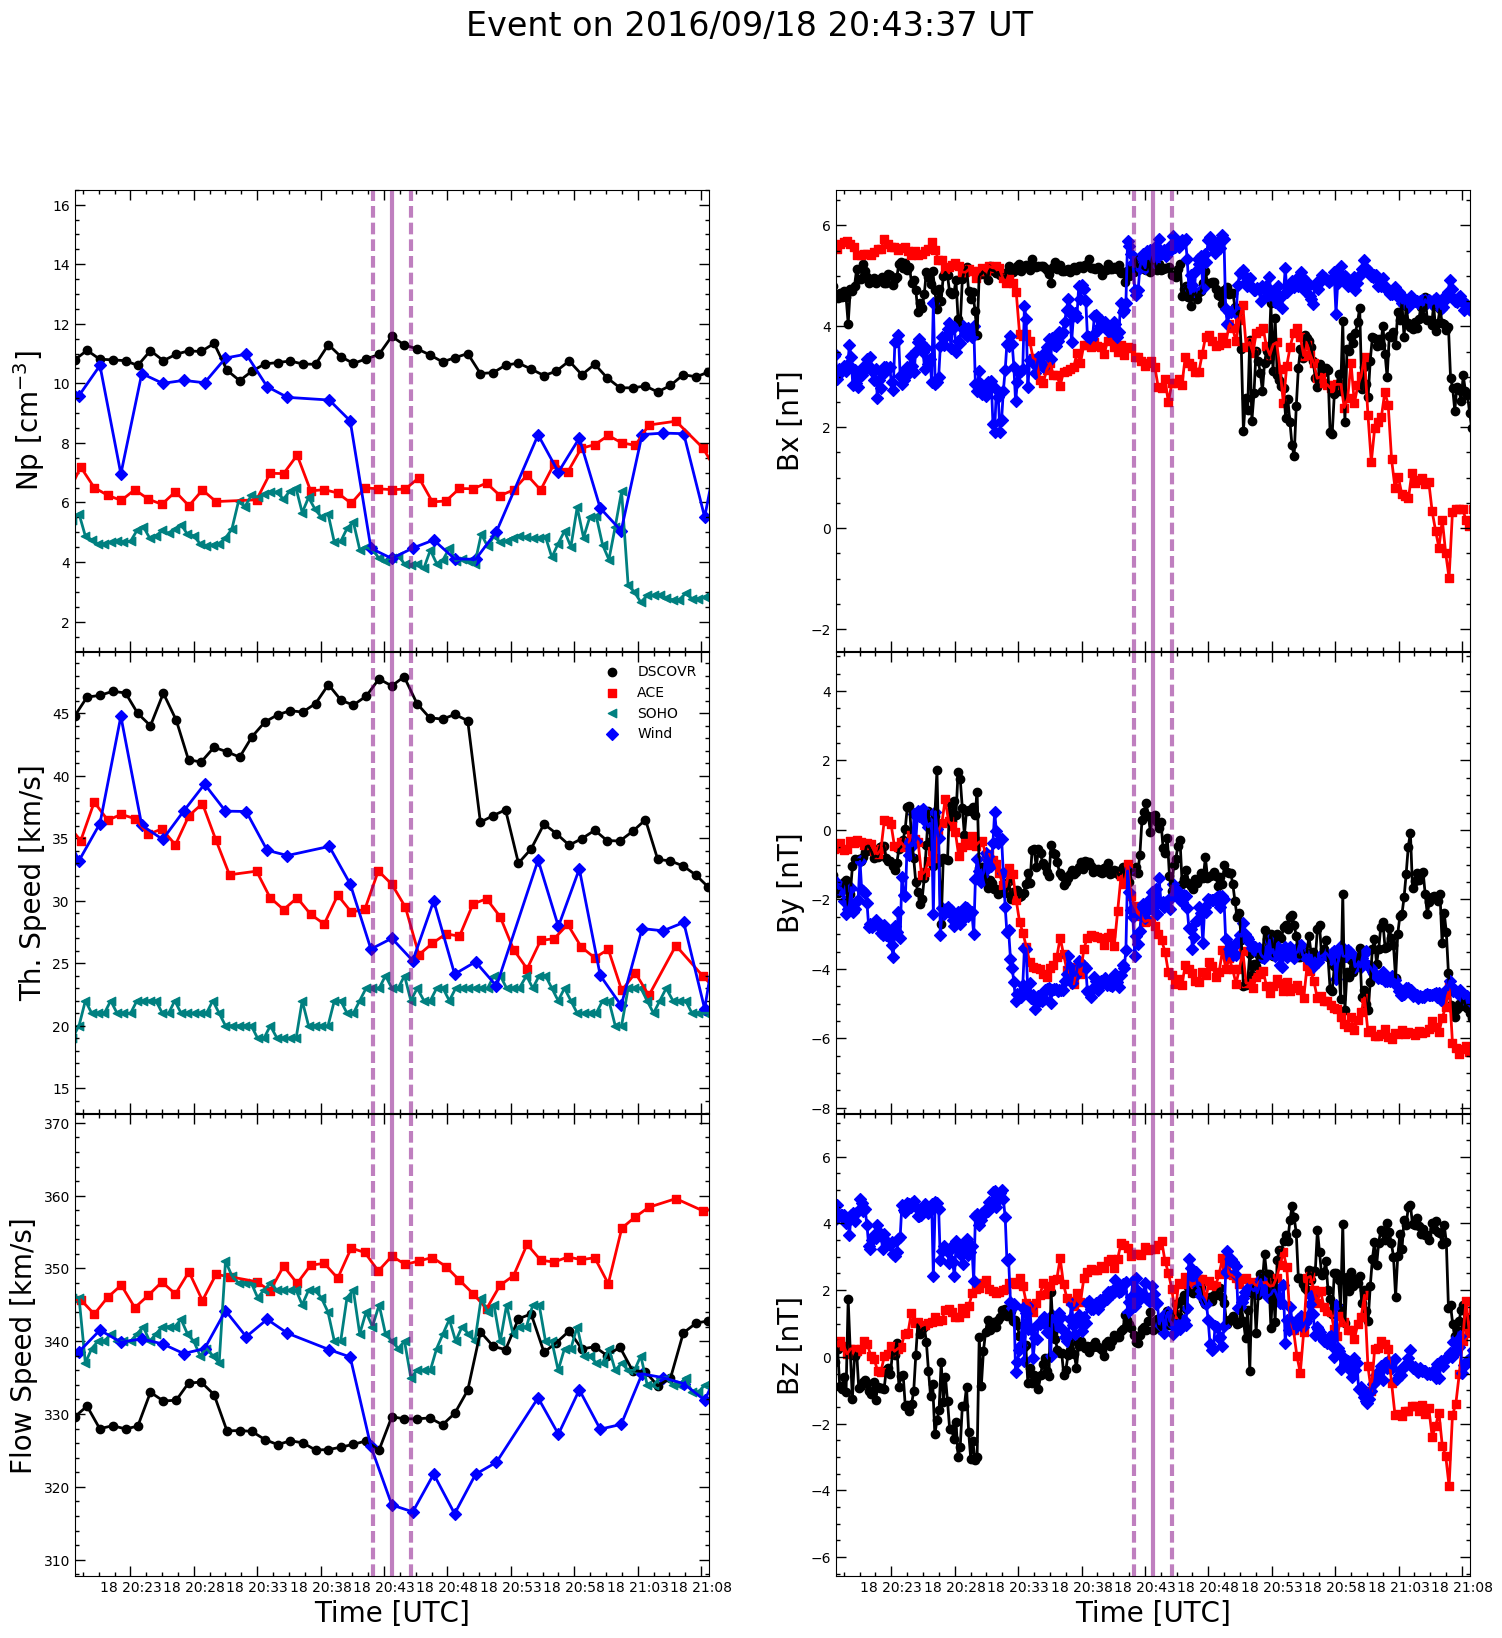 Event on 2016/09/18 20:43:37 UT
Np [cm⁻³]
16
14
12
10
8
6
4
2
Bx [nT]
6
4
2
0
−2
Th. Speed [km/s]
45
40
35
30
25
20
15
DSCOVR
ACE
SOHO
Wind
By [nT]
4
2
0
−2
−4
−6
−8
Flow Speed [km/s]
370
360
350
340
330
320
310
Bz [nT]
6
4
2
0
−2
−4
−6
18 20:23 18 20:28 18 20:33 18 20:38 18 20:43 18 20:48 18 20:53 18 20:58 18 21:03 18 21:08
Time [UTC]
18 20:23 18 20:28 18 20:33 18 20:38 18 20:43 18 20:48 18 20:53 18 20:58 18 21:03 18 21:08
Time [UTC]